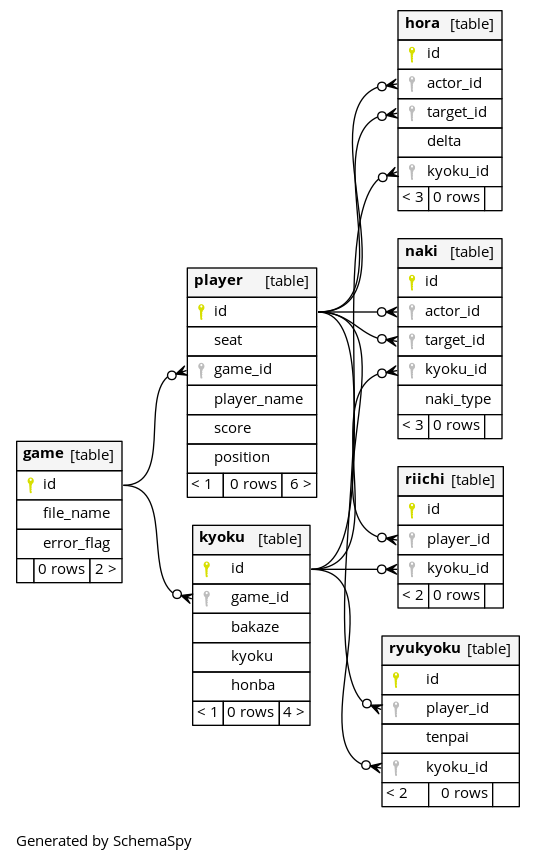 hora [table]
id
actor_id
target_id
delta
kyoku_id
< 3 0 rows
naki [table]
id
actor_id
target_id
kyoku_id
naki_type
< 3 0 rows
player [table]
id
seat
game_id
player_name
score
position
< 1 0 rows 6 >
game [table]
id
file_name
error_flag
0 rows 2 >
kyoku [table]
id
game_id
bakaze
kyoku
honba
< 1 0 rows 4 >
riichi [table]
id
player_id
kyoku_id
< 2 0 rows
ryukyoku [table]
id
player_id
tenpai
kyoku_id
< 2 0 rows
Generated by SchemaSpy